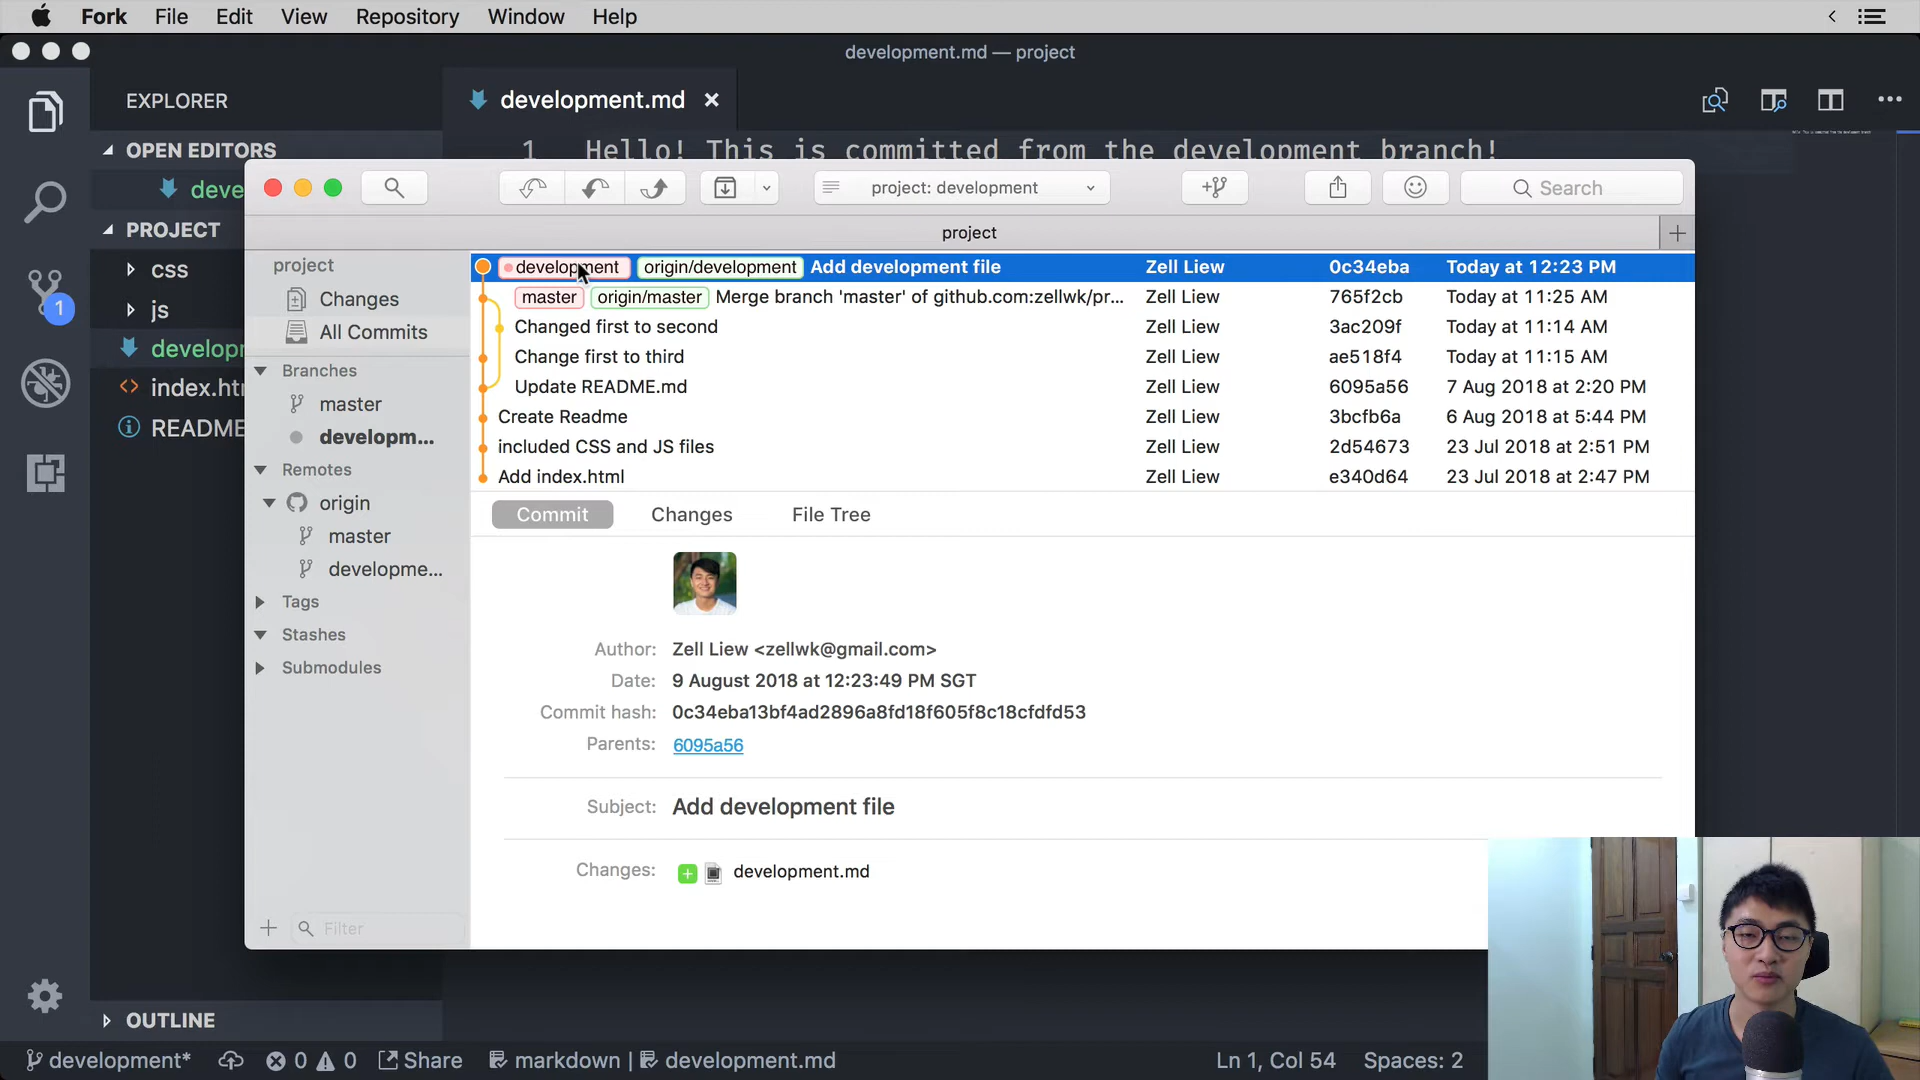 Fork File Edit View Repository Window Help
development.md — project
EXPLORER
development.md
OPEN EDITORS
1 Hello! This is committed from the development branch!
deve
PROJECT
css
js
develop
index.ht
README
1
project: development
Search
project
project
Changes
All Commits
Branches
master
developm...
Remotes
origin
master
developme...
Tags
Stashes
Submodules
Filter
development origin/development Add development file Zell Liew 0c34eba Today at 12:23 PM
master origin/master Merge branch 'master' of github.com:zellwk/pr... Zell Liew 765f2cb Today at 11:25 AM
Changed first to second Zell Liew 3ac209f Today at 11:14 AM
Change first to third Zell Liew ae518f4 Today at 11:15 AM
Update README.md Zell Liew 6095a56 7 Aug 2018 at 2:20 PM
Create Readme Zell Liew 3bcfb6a 6 Aug 2018 at 5:44 PM
included CSS and JS files Zell Liew 2d54673 23 Jul 2018 at 2:51 PM
Add index.html Zell Liew e340d64 23 Jul 2018 at 2:47 PM
Commit Changes File Tree
Author: Zell Liew <zellwk@gmail.com>
Date: 9 August 2018 at 12:23:49 PM SGT
Commit hash: 0c34eba13bf4ad2896a8fd18f605f8c18cfdfd53
Parents: 6095a56
Subject: Add development file
Changes: development.md
OUTLINE
development* 0 0 Share markdown | development.md Ln 1, Col 54 Spaces: 2